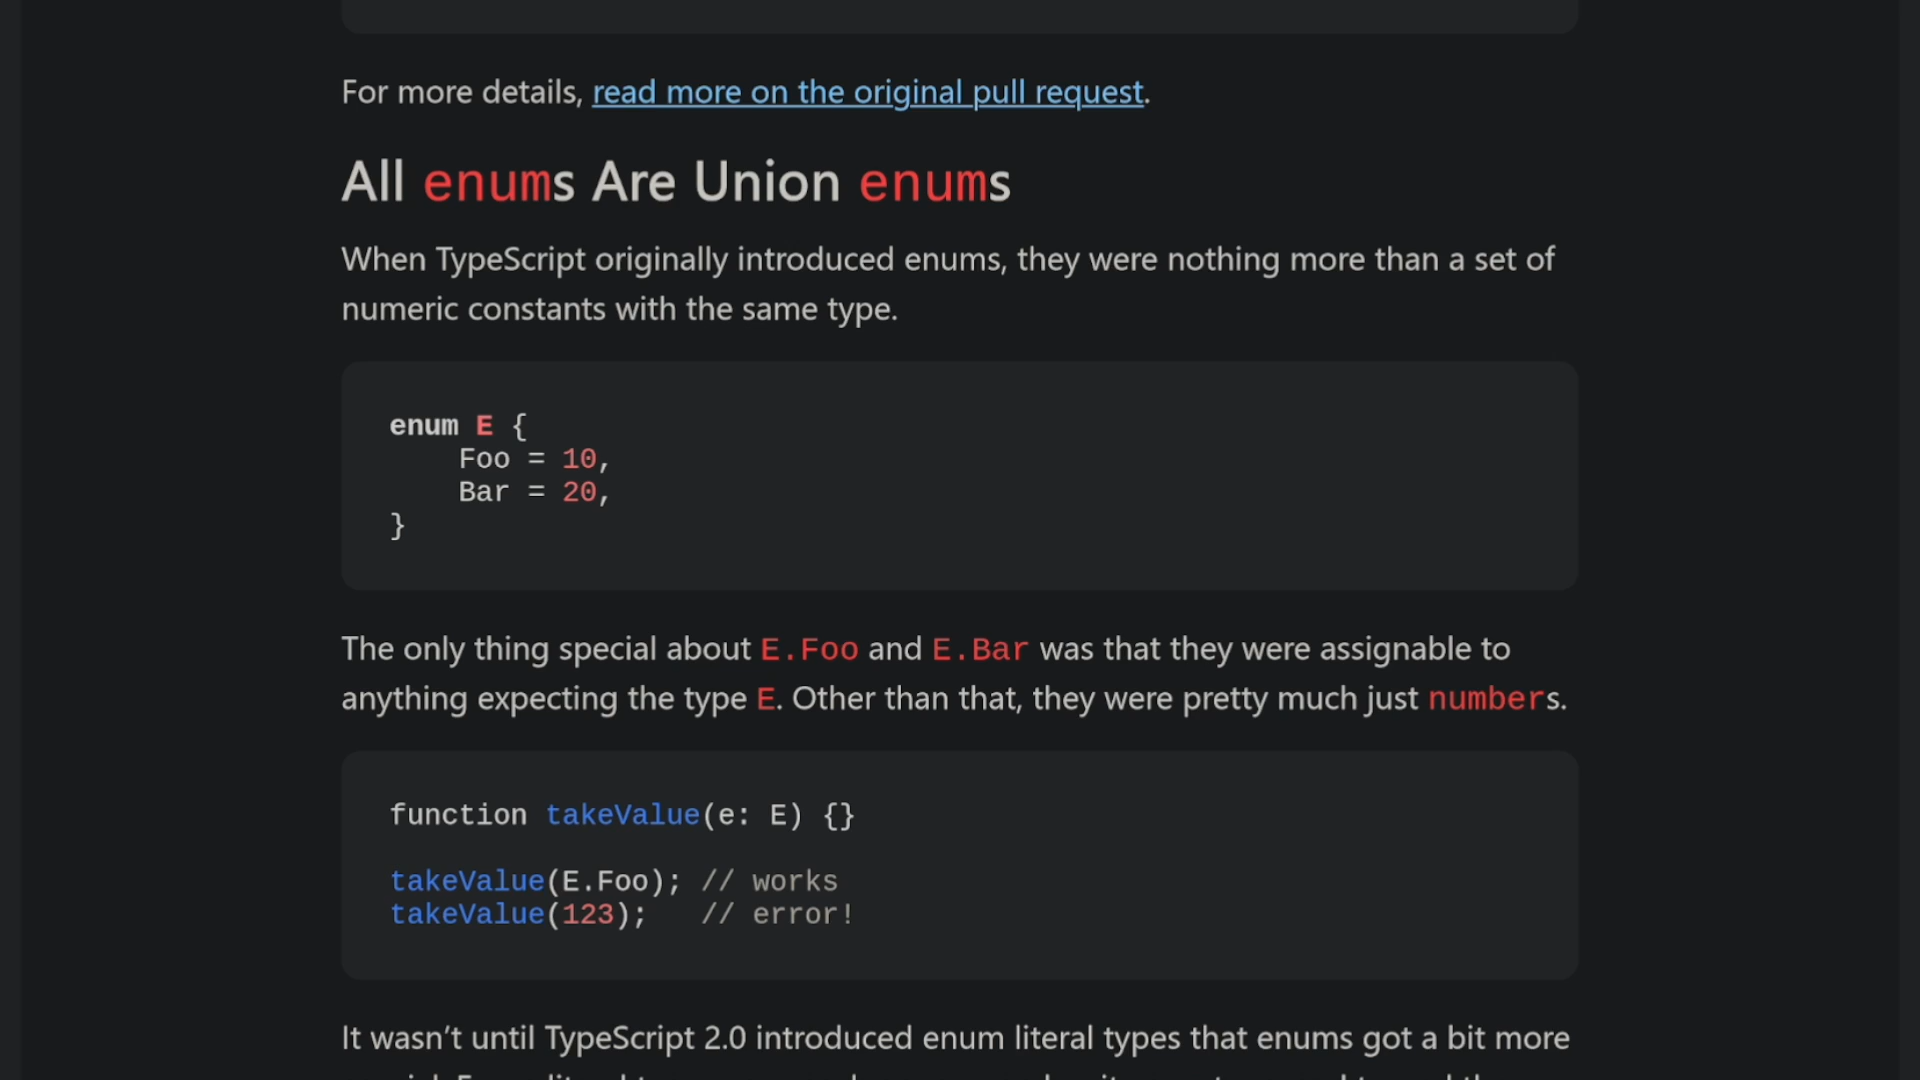 For more details, read more on the original pull request.
All enums Are Union enums
When TypeScript originally introduced enums, they were nothing more than a set of
numeric constants with the same type.
enum E {
    Foo = 10,
    Bar = 20,
}
The only thing special about E.Foo and E.Bar was that they were assignable to
anything expecting the type E. Other than that, they were pretty much just numbers.
function takeValue(e: E) {}
takeValue(E.Foo); // works
takeValue(123);   // error!
It wasn’t until TypeScript 2.0 introduced enum literal types that enums got a bit more